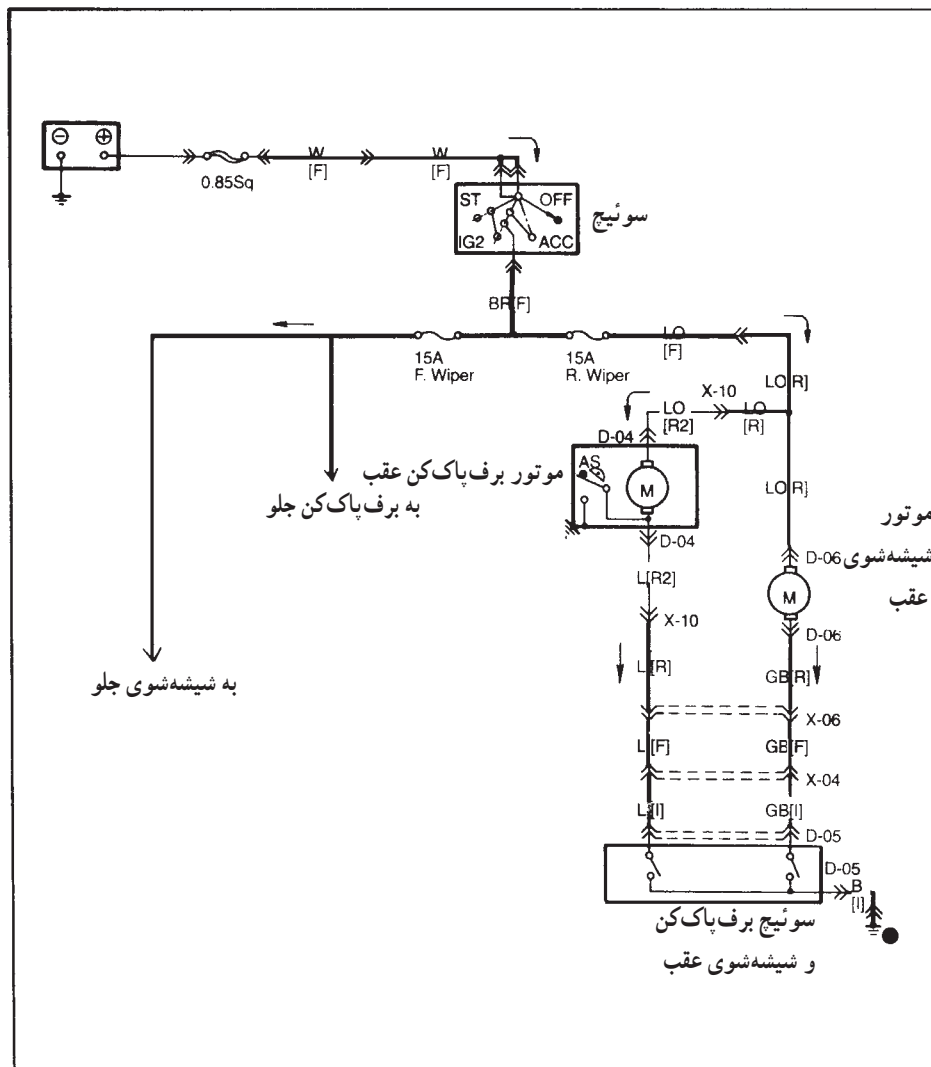 ⊖ ⊕
0.85Sq
W
[F]
W
[F]
ST
OFF
IG2
ACC
سوئیچ
BR[F]
15A
F. Wiper
15A
R. Wiper
LO
[F]
LO[R]
X-10
LO
[R2]
LO
[R]
D-04
AS
M
موتور برف‌پاک‌کن عقب
به برف‌پاک‌کن جلو
LO[R]
موتور
شیشه‌شوی
عقب
D-04
D-06
L[R2]
M
X-10
D-06
به شیشه‌شوی جلو
L[R]
GB[R]
X-06
L[F]
GB[F]
X-04
L[I]
GB[I]
D-05
D-05
B
[I]
سوئیچ برف‌پاک‌کن
و شیشه‌شوی عقب